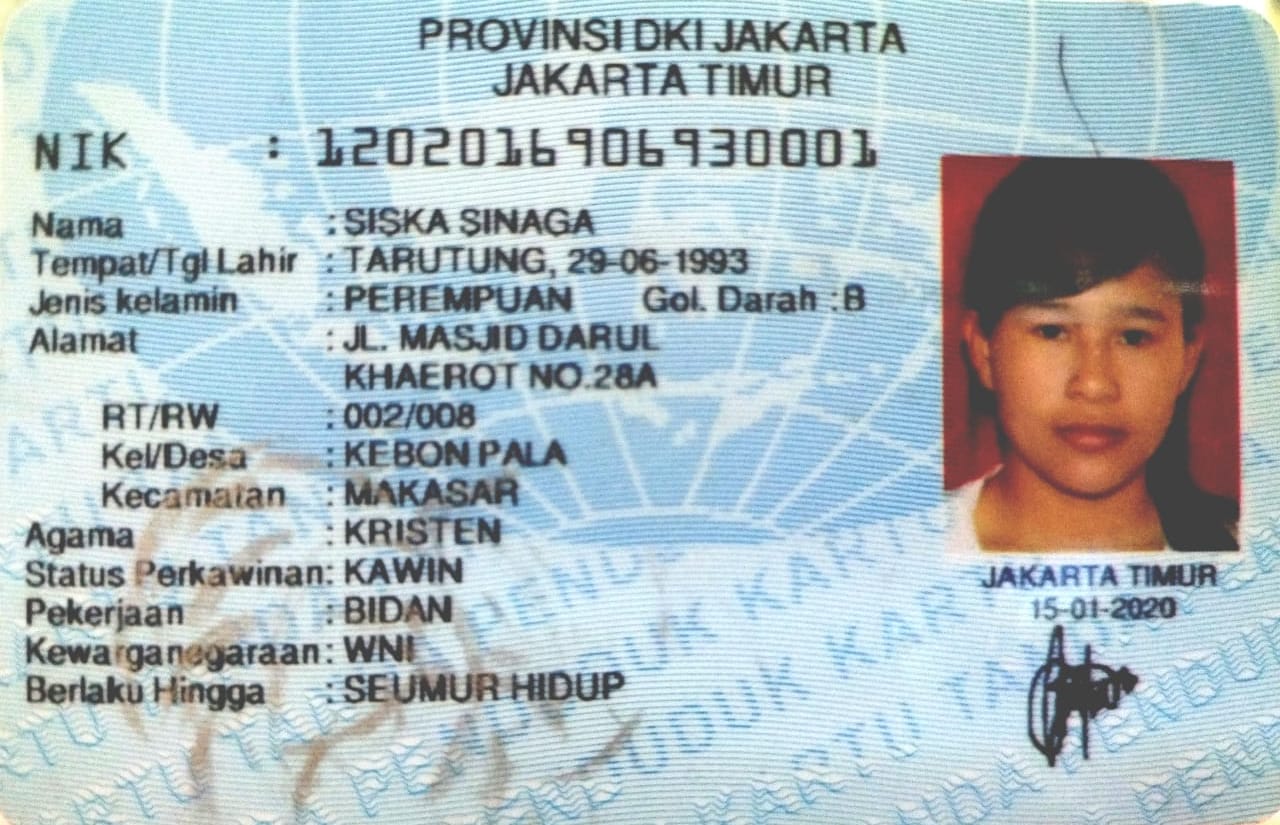 PROVINSI DKI JAKARTA
JAKARTA TIMUR
NIK : 1202016906930001
Nama : SISKA SINAGA
Tempat/Tgl Lahir : TARUTUNG, 29-06-1993
Jenis kelamin : PEREMPUAN Gol. Darah : B
Alamat : JL. MASJID DARUL
KHAEROT NO.28A
RT/RW : 002/008
Kel/Desa : KEBON PALA
Kecamatan : MAKASAR
Agama : KRISTEN
Status Perkawinan: KAWIN
Pekerjaan : BIDAN
Kewarganegaraan: WNI
Berlaku Hingga : SEUMUR HIDUP
JAKARTA TIMUR
15-01-2020